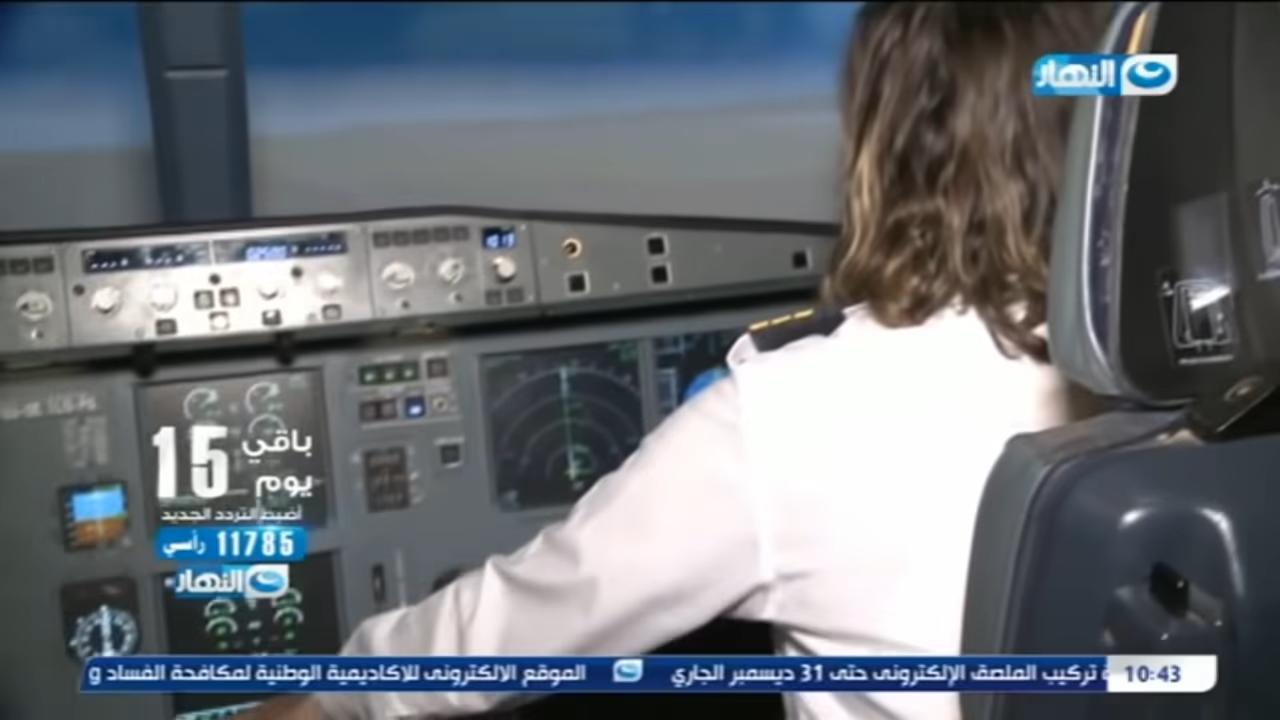 النهار
باقي
15
يوم
أضبط التردد الجديد
11785 رأسي
النهار
10:43
ة تركيب الملصق الإلكترونى حتى 31 ديسمبر الجاري
الموقع الالكترونى للاكاديمية الوطنية لمكافحة الفساد و